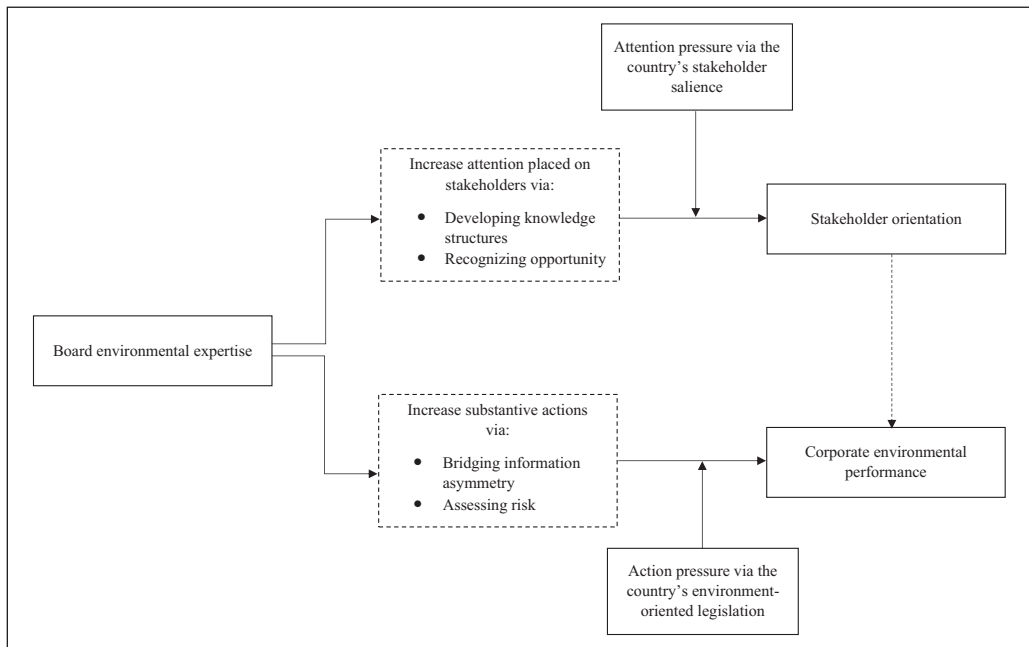 Attention pressure via the
country’s stakeholder
salience
Increase attention placed on
stakeholders via:
● Developing knowledge
structures
● Recognizing opportunity
Stakeholder orientation
Board environmental expertise
Increase substantive actions
via:
● Bridging information
asymmetry
● Assessing risk
Corporate environmental
performance
Action pressure via the
country’s environment-
oriented legislation